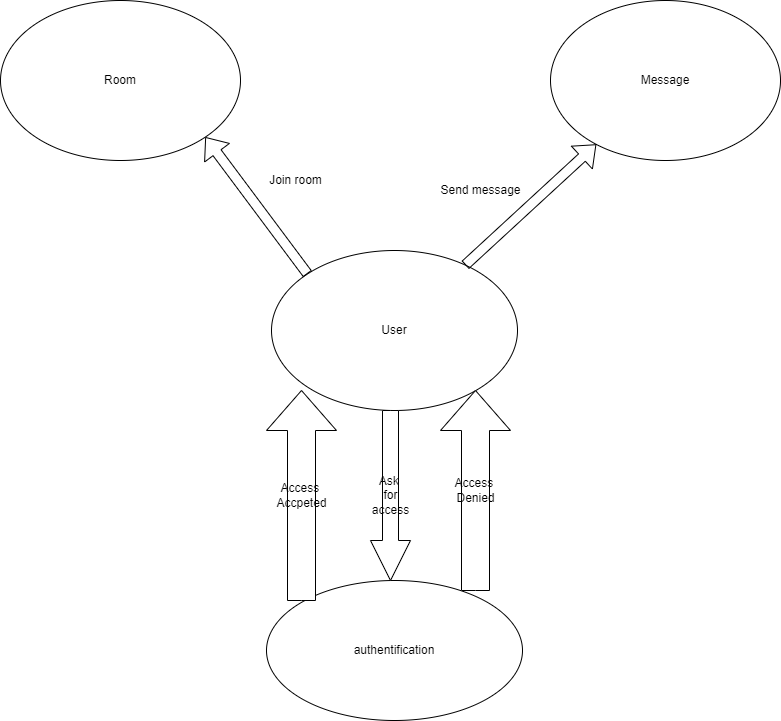 Room
Message
Join room
Send message
User
Access
Accpeted
Ask
for
access
Access
Denied
authentification